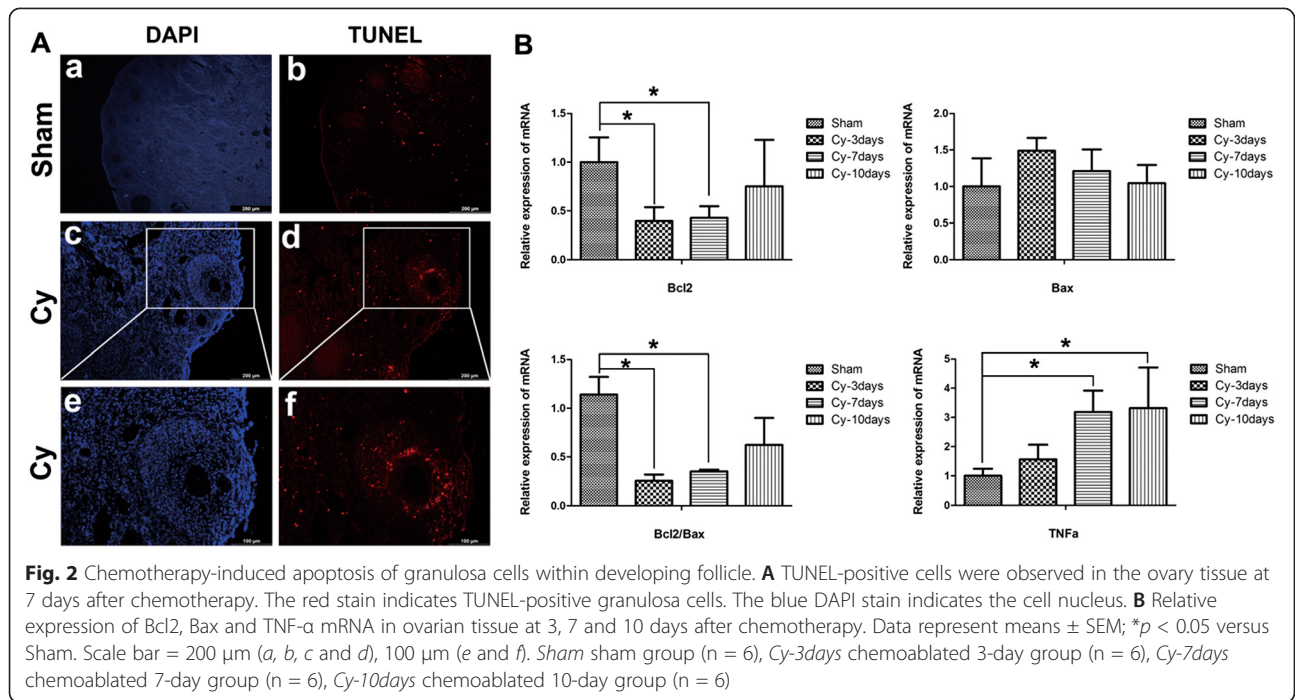 A
DAPI
TUNEL
Sham
a
b
200 µm
200 µm
Cy
c
d
200 µm
200 µm
Cy
e
f
100 µm
100 µm
B
Relative expression of mRNA
1.5
1.0
0.5
0.0
*
*
Bcl2
Sham
Cy-3days
Cy-7days
Cy-10days
Relative expression of mRNA
2.0
1.5
1.0
0.5
0.0
Bax
Sham
Cy-3days
Cy-7days
Cy-10days
Relative expression of mRNA
1.5
1.0
0.5
0.0
*
*
Bcl2/Bax
Sham
Cy-3days
Cy-7days
Cy-10days
Relative expression of mRNA
5
4
3
2
1
0
*
*
TNFa
Sham
Cy-3days
Cy-7days
Cy-10days
Fig. 2 Chemotherapy-induced apoptosis of granulosa cells within developing follicle. A TUNEL-positive cells were observed in the ovary tissue at
7 days after chemotherapy. The red stain indicates TUNEL-positive granulosa cells. The blue DAPI stain indicates the cell nucleus. B Relative
expression of Bcl2, Bax and TNF-α mRNA in ovarian tissue at 3, 7 and 10 days after chemotherapy. Data represent means ± SEM; *p < 0.05 versus
Sham. Scale bar = 200 µm (a, b, c and d), 100 µm (e and f). Sham sham group (n = 6), Cy-3days chemoablated 3-day group (n = 6), Cy-7days
chemoablated 7-day group (n = 6), Cy-10days chemoablated 10-day group (n = 6)